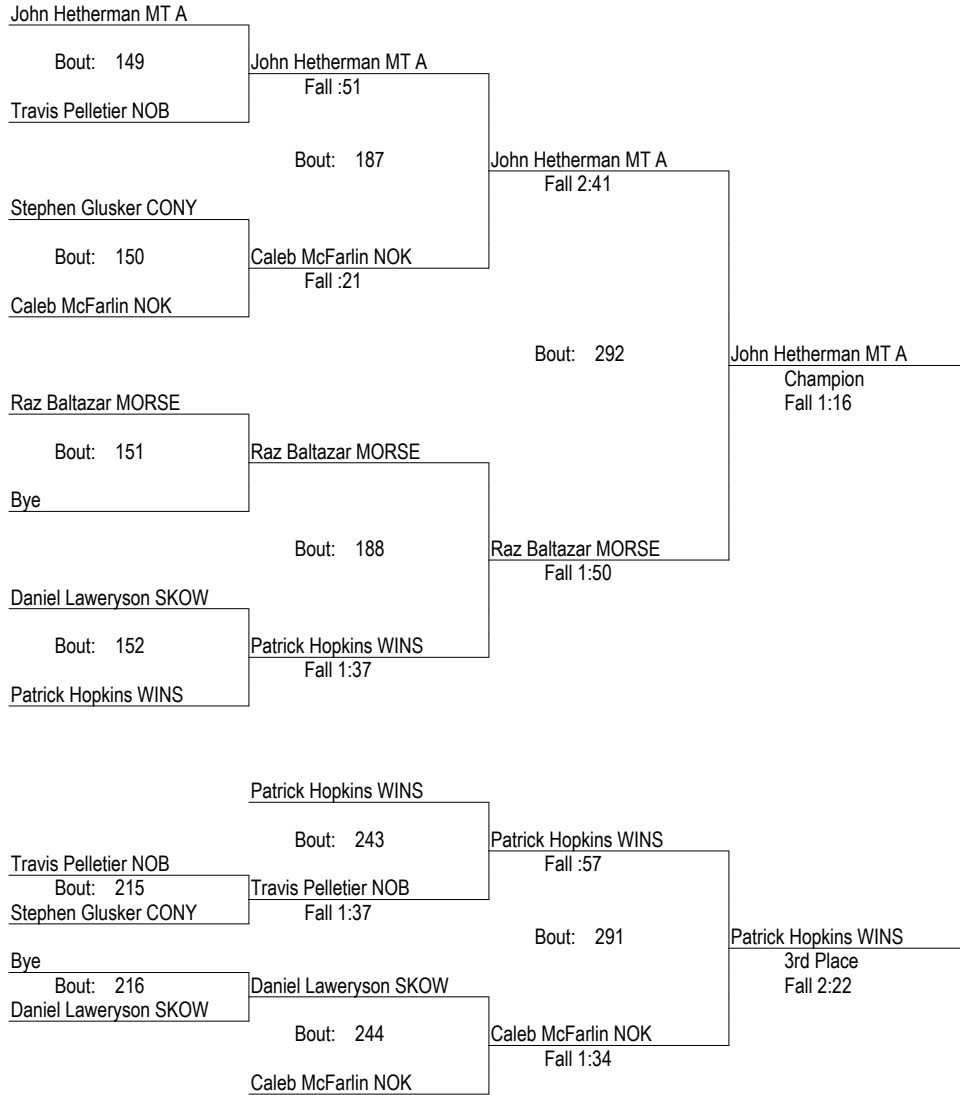 John Hetherman MT A
Bout: 149
John Hetherman MT A
Fall :51
Travis Pelletier NOB
Bout: 187
John Hetherman MT A
Fall 2:41
Stephen Glusker CONY
Bout: 150
Caleb McFarlin NOK
Fall :21
Caleb McFarlin NOK
Bout: 292
John Hetherman MT A
Champion
Fall 1:16
Raz Baltazar MORSE
Bout: 151
Raz Baltazar MORSE
Bye
Bout: 188
Raz Baltazar MORSE
Fall 1:50
Daniel Laweryson SKOW
Bout: 152
Patrick Hopkins WINS
Fall 1:37
Patrick Hopkins WINS
Patrick Hopkins WINS
Bout: 243
Patrick Hopkins WINS
Fall :57
Travis Pelletier NOB
Bout: 215
Travis Pelletier NOB
Fall 1:37
Stephen Glusker CONY
Bout: 291
Patrick Hopkins WINS
3rd Place
Fall 2:22
Bye
Bout: 216
Daniel Laweryson SKOW
Daniel Laweryson SKOW
Bout: 244
Caleb McFarlin NOK
Fall 1:34
Caleb McFarlin NOK